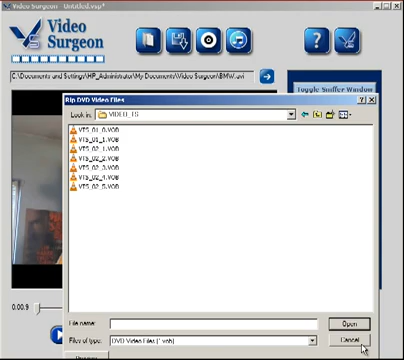 Video Surgeon - Untitled.vsp*
Video
Surgeon
C:\Documents and Settings\HP_Administrator\My Documents\Video Surgeon\BMW.avi
Toggle Sniffer Window
Rip DVD Video Files
Look in: VIDEO_TS
VTS_01_0.VOB
VTS_01_1.VOB
VTS_02_1.VOB
VTS_02_2.VOB
VTS_02_3.VOB
VTS_02_4.VOB
VTS_02_5.VOB
0:00.9
File name:
Open
Files of type: DVD Video Files (*.vob)
Cancel